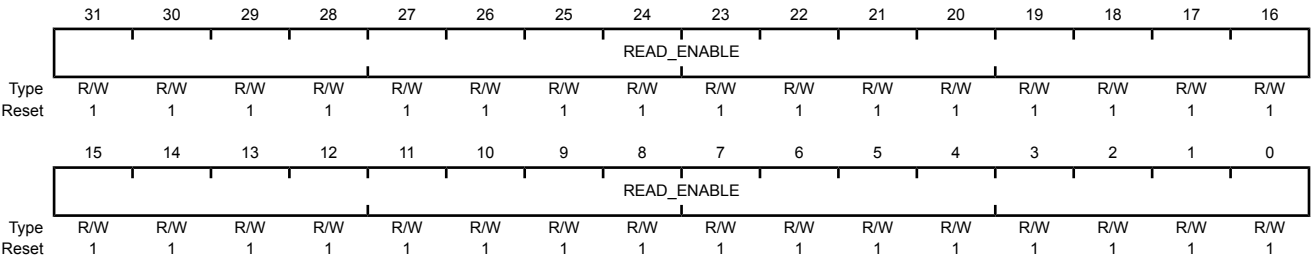 31 30 29 28 27 26 25 24 23 22 21 20 19 18 17 16
READ_ENABLE
Type R/W R/W R/W R/W R/W R/W R/W R/W R/W R/W R/W R/W R/W R/W R/W R/W
Reset 1 1 1 1 1 1 1 1 1 1 1 1 1 1 1 1
15 14 13 12 11 10 9 8 7 6 5 4 3 2 1 0
READ_ENABLE
Type R/W R/W R/W R/W R/W R/W R/W R/W R/W R/W R/W R/W R/W R/W R/W R/W
Reset 1 1 1 1 1 1 1 1 1 1 1 1 1 1 1 1